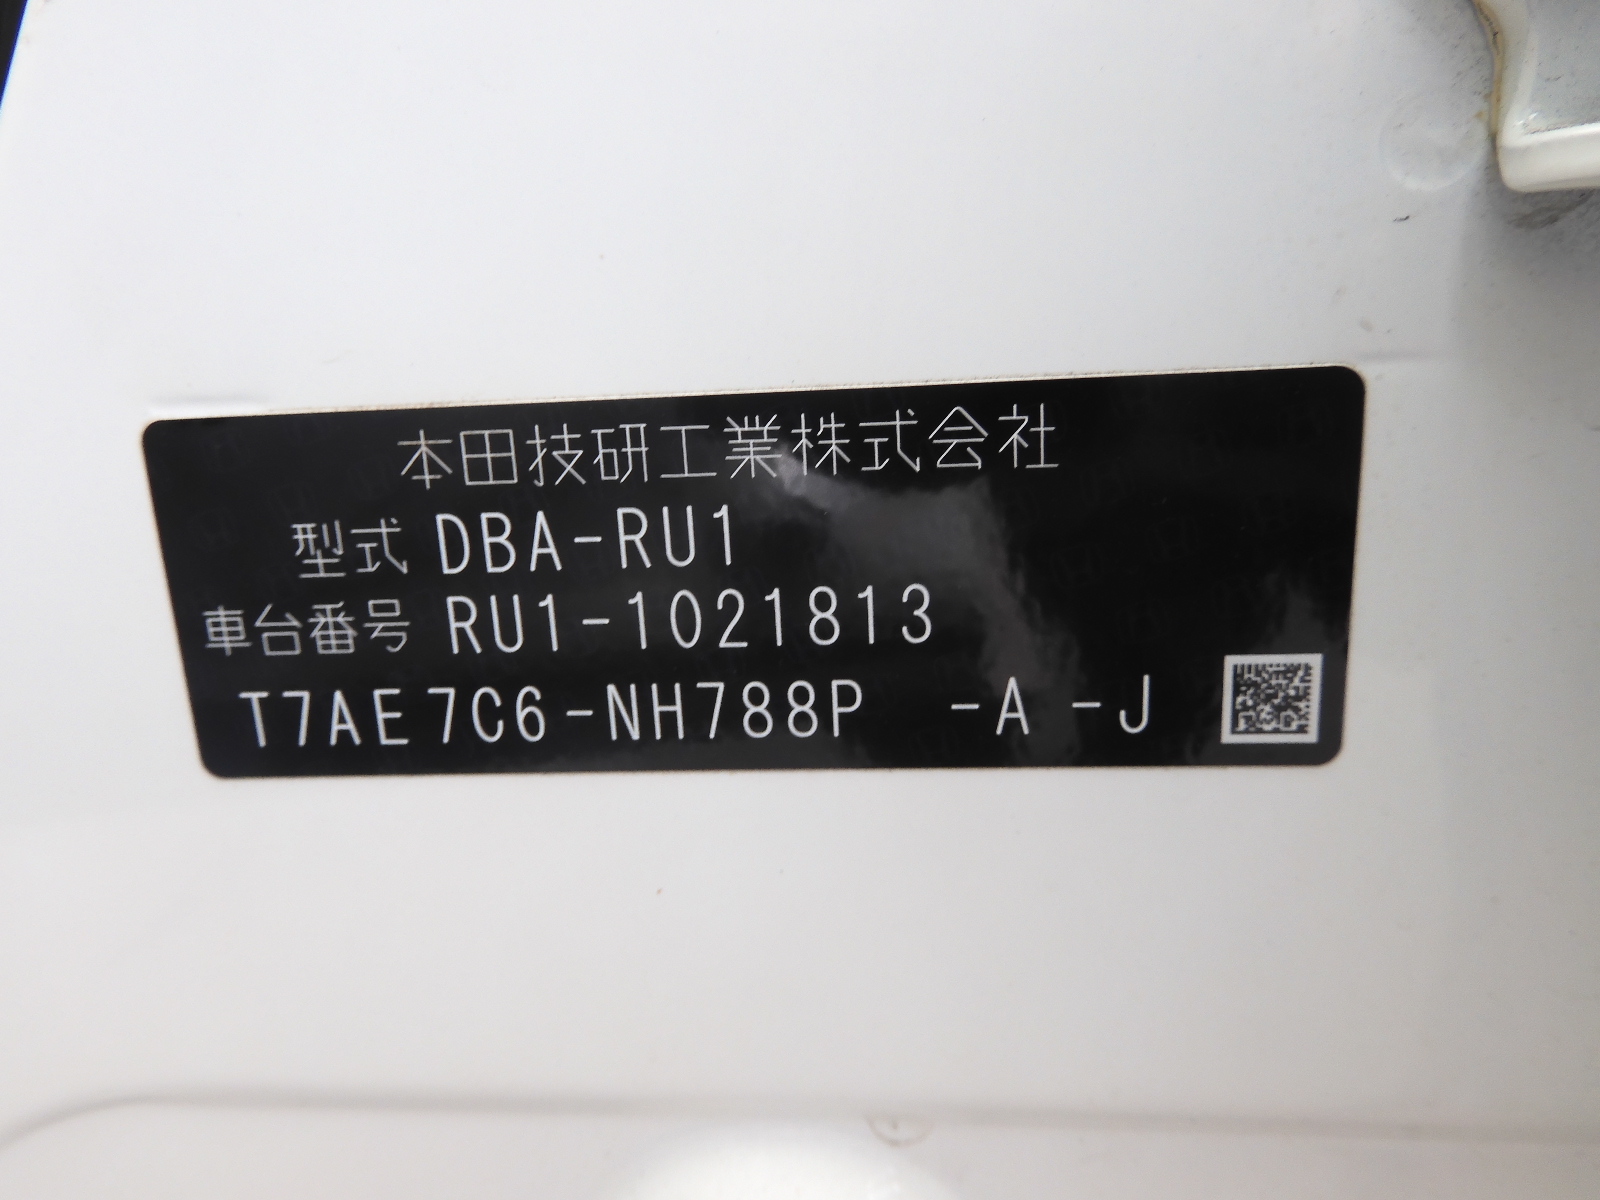 本田技研工業株式会社
型式 DBA-RU1
車台番号 RU1-1021813
T7AE7C6-NH788P -A -J